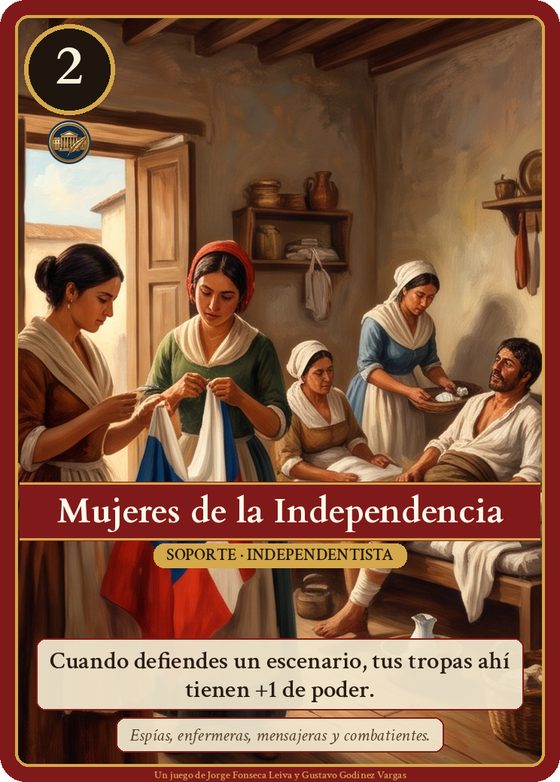 2
Mujeres de la Independencia
SOPORTE · INDEPENDENTISTA
Cuando defiendes un escenario, tus tropas ahí
tienen +1 de poder.
Espías, enfermeras, mensajeras y combatientes.
Un juego de Jorge Fonseca Leiva y Gustavo Godínez Vargas